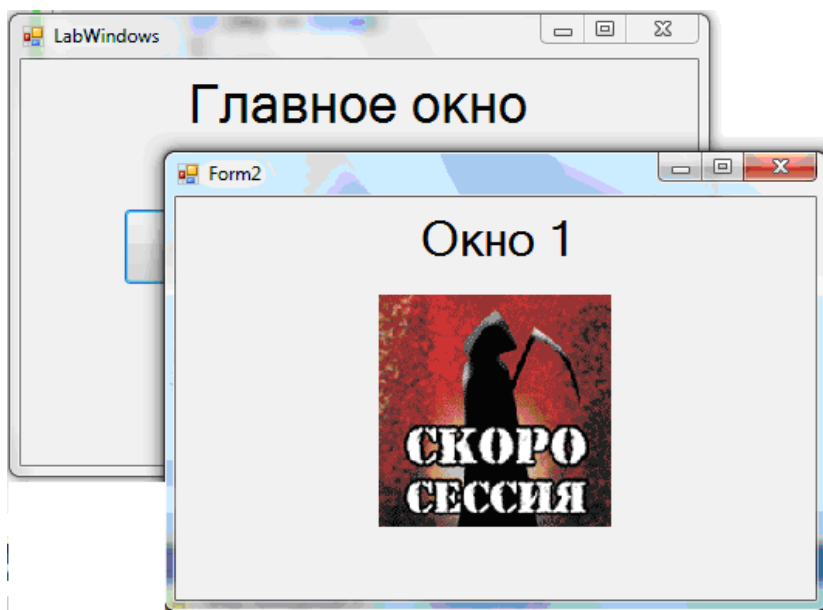 LabWindows
Главное окно
Form2
Окно 1
СКОРО
СЕССИЯ